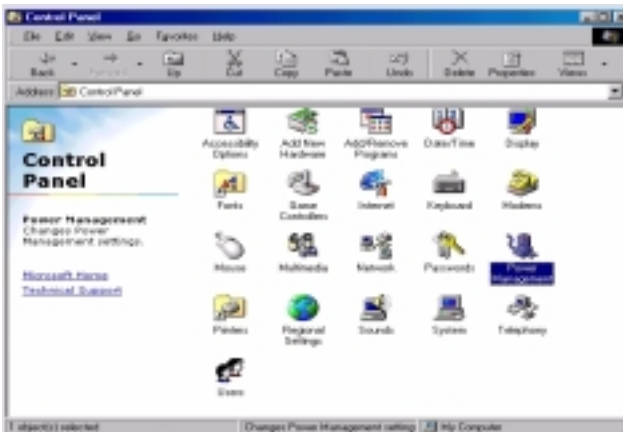 Control Panel
File Edit View Go Favorites Help
Back Forward Up Cut Copy Paste Undo Delete Properties Views
Address Control Panel
Control
Panel
Power Management
Changes Power
Management settings.
Microsoft Home
Technical Support
Accessibility
Options
Add New
Hardware
Add/Remove
Programs
Date/Time
Display
Fonts
Game
Controllers
Internet
Keyboard
Modems
Mouse
Multimedia
Network
Passwords
Power
Management
Printers
Regional
Settings
Sounds
System
Telephony
Users
1 object(s) selected
Changes Power Management setting
My Computer